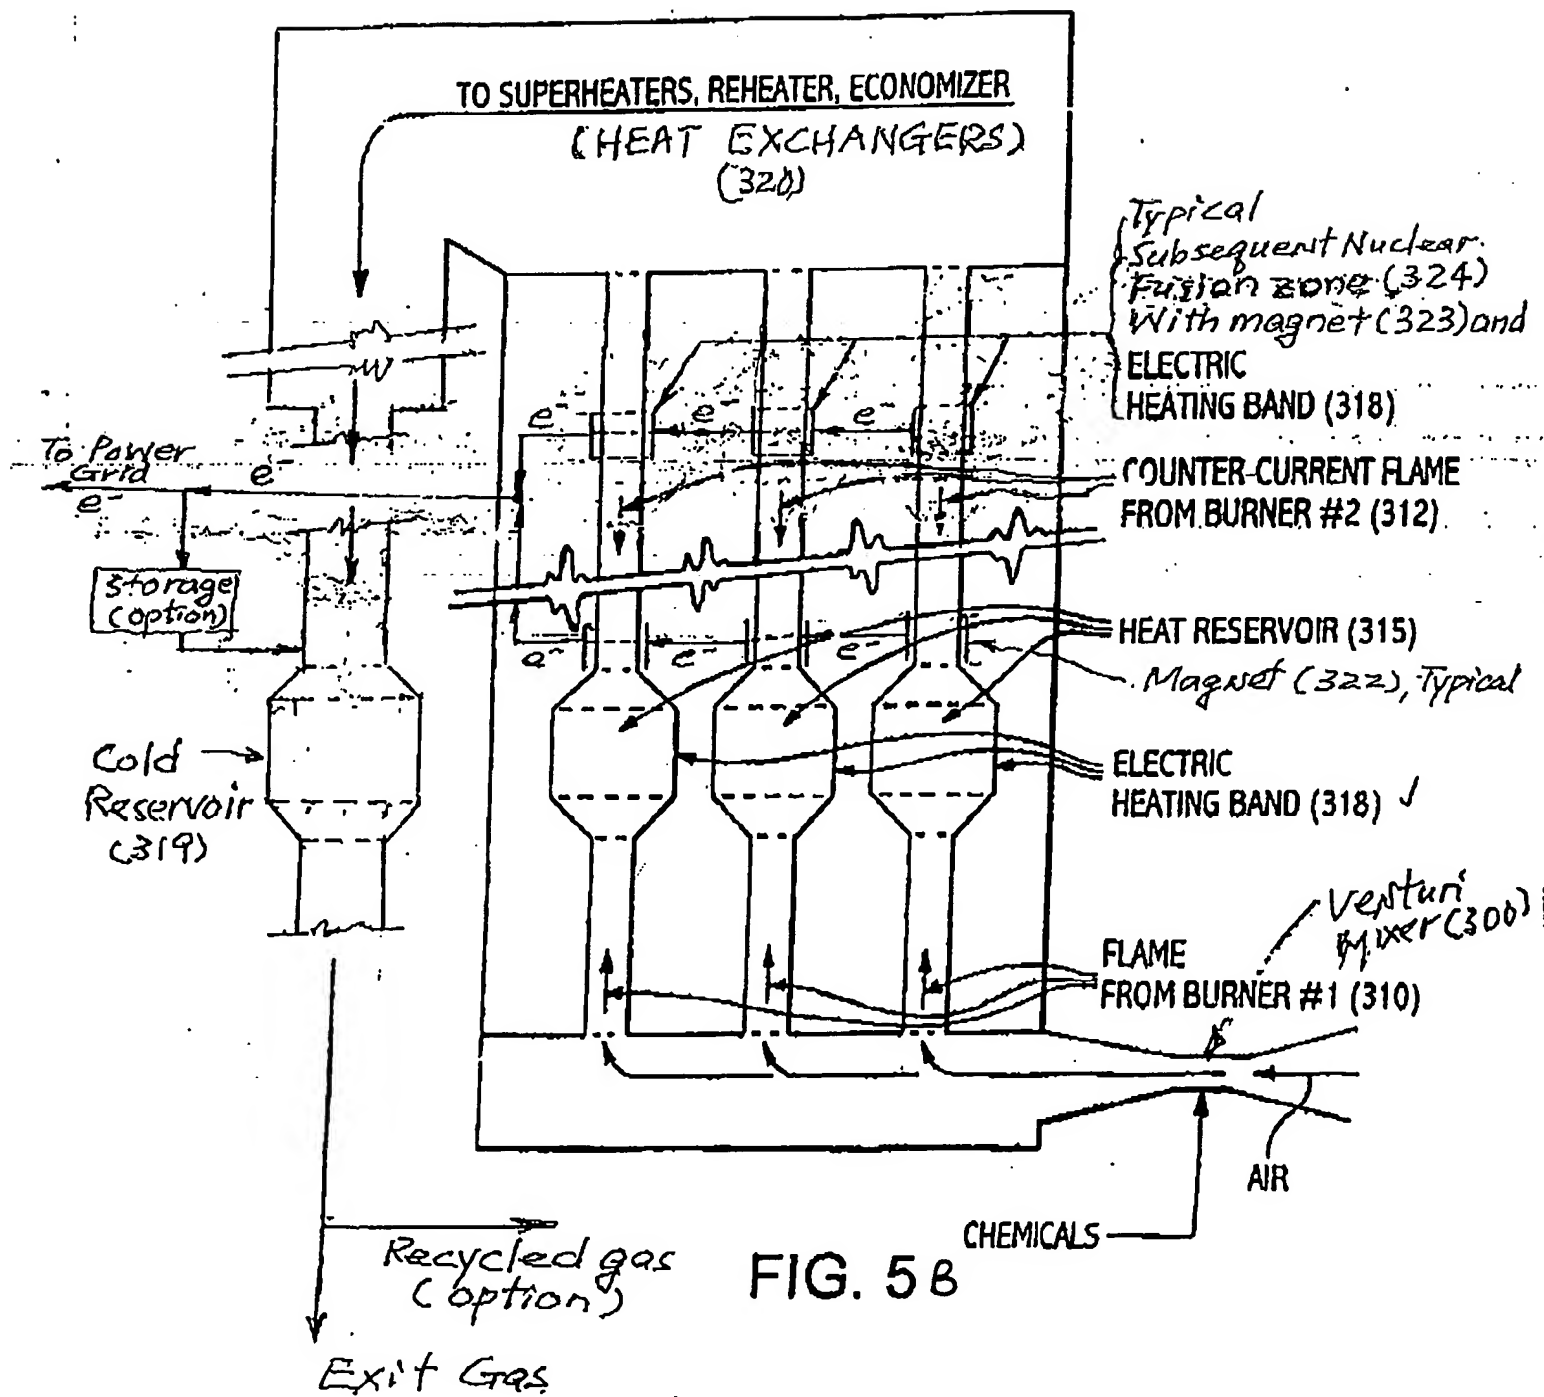 TO SUPERHEATERS, REHEATER, ECONOMIZER
(HEAT EXCHANGERS)
(320)
Typical
Subsequent Nuclear
Fusion zone (324)
With magnet (323) and
ELECTRIC
HEATING BAND (318)
e⁻
e⁻
e⁻
To Power
Grid
e⁻
e⁻
COUNTER-CURRENT FLAME
FROM BURNER #2 (312)
Storage
(option)
HEAT RESERVOIR (315)
e⁻
e⁻
e⁻
Magnet (322), Typical
Cold
Reservoir
(319)
ELECTRIC
HEATING BAND (318) ✓
Venturi
Mixer (300)
FLAME
FROM BURNER #1 (310)
AIR
CHEMICALS
Recycled gas
(option)
FIG. 5B
Exit Gas